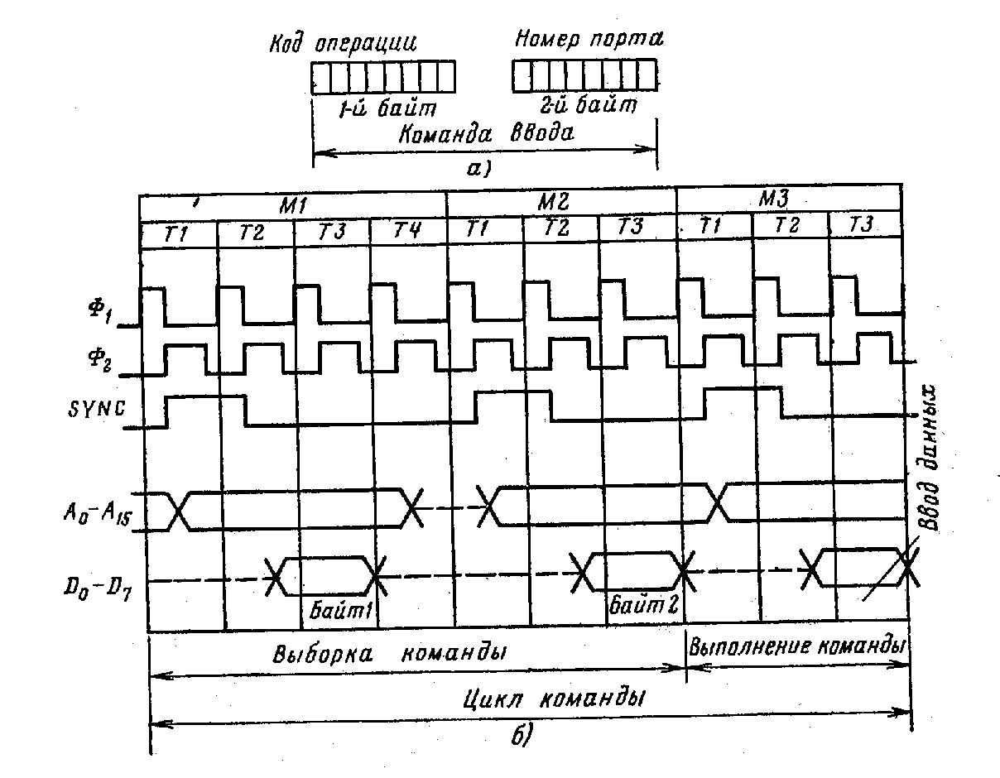 Код операции Номер порта
1-й байт 2-й байт
Команда ввода
а)
М1 М2 М3
Т1 Т2 Т3 Т4 Т1 Т2 Т3 Т1 Т2 Т3
Ф1
Ф2
SYNC
A0–A15
D0–D7
Байт1 Байт2
Ввод данных
Выборка команды Выполнение команды
Цикл команды
б)